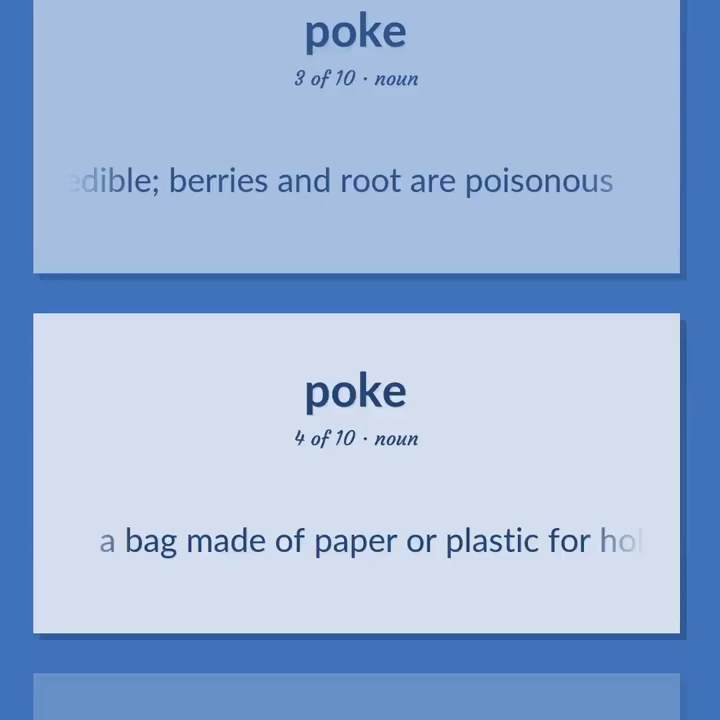 poke
3 of 10 · noun
edible; berries and root are poisonous
poke
4 of 10 · noun
a bag made of paper or plastic for